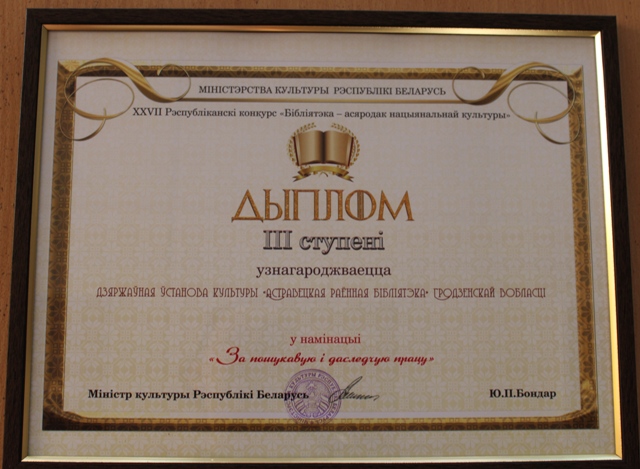 МІНІСТЭРСТВА КУЛЬТУРЫ РЭСПУБЛІКІ БЕЛАРУСЬ
XXVII Рэспубліканскі конкурс «Бібліятэка – асяродак нацыянальнай культуры»
ДЫПЛОМ
III ступені
узнагароджваецца
ДЗЯРЖАЎНАЯ ЎСТАНОВА КУЛЬТУРЫ «АСТРАВЕЦКАЯ РАЁННАЯ БІБЛІЯТЭКА» ГРОДЗЕНСКАЙ ВОБЛАСЦІ
у намінацыі
«За пошукавую і даследчую працу»
Міністр культуры Рэспублікі Беларусь Ю.П.Бондар